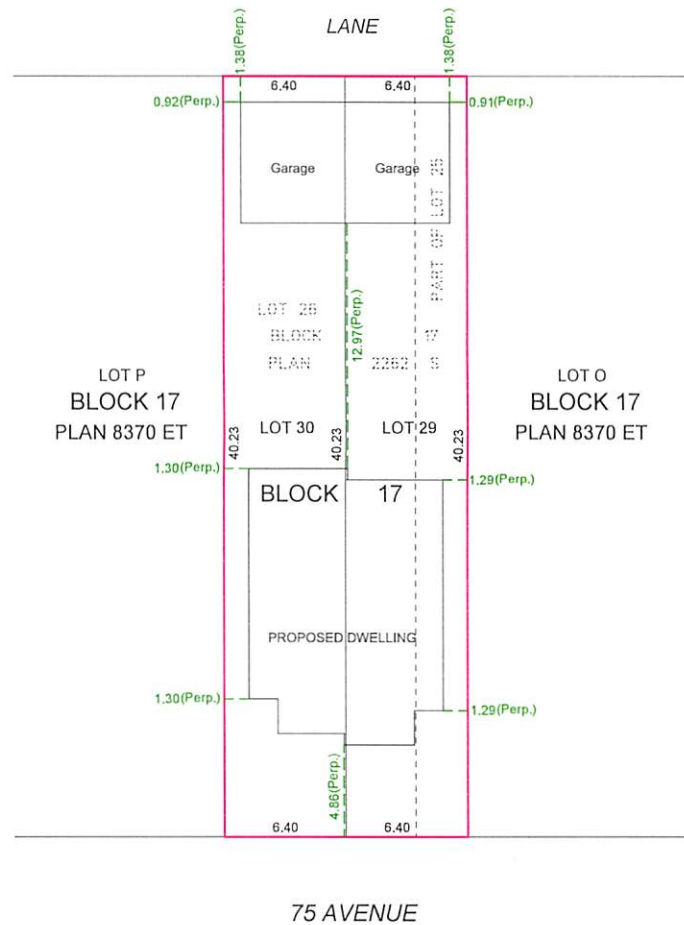 LANE
1.38(Perp.)
1.38(Perp.)
6.40 6.40
0.92(Perp.)
0.91(Perp.)
Garage Garage
PART OF LOT 25
LOT 26
BLOCK 17
PLAN 2262 S
12.97(Perp.)
LOT P
BLOCK 17
PLAN 8370 ET
LOT O
BLOCK 17
PLAN 8370 ET
LOT 30 LOT 29
40.23 40.23 40.23
1.30(Perp.)
1.29(Perp.)
BLOCK 17
PROPOSED DWELLING
1.30(Perp.)
1.29(Perp.)
4.86(Perp.)
6.40 6.40
75 AVENUE